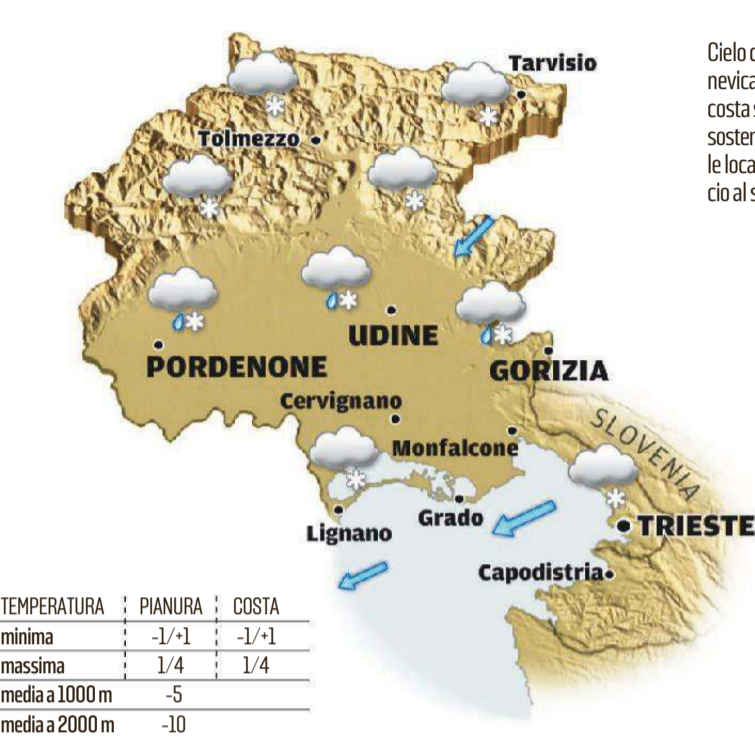 Cielo
nevica
costa
soster
le loca
cio al s
Tarvisio
Tolmezzo
UDINE
PORDENONE
GORIZIA
Cervignano
Monfalcone
SLOVENIA
Grado
Lignano
TRIESTE
Capodistria
TEMPERATURA PIANURA COSTA
minima -1/+1 -1/+1
massima 1/4 1/4
media a 1000 m -5
media a 2000 m -10